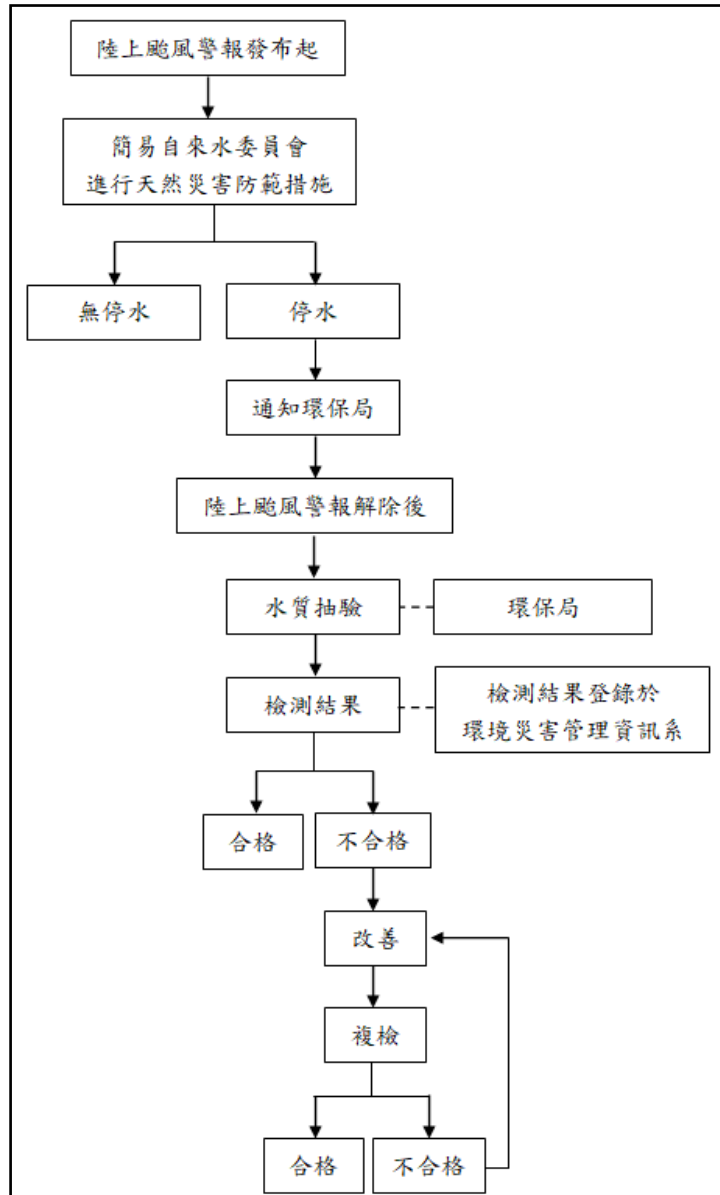 陸上颱風警報發布起
簡易自來水委員會
進行天然災害防範措施
無停水
停水
通知環保局
陸上颱風警報解除後
水質抽驗
環保局
檢測結果
檢測結果登錄於
環境災害管理資訊系
合格
不合格
改善
複檢
合格
不合格